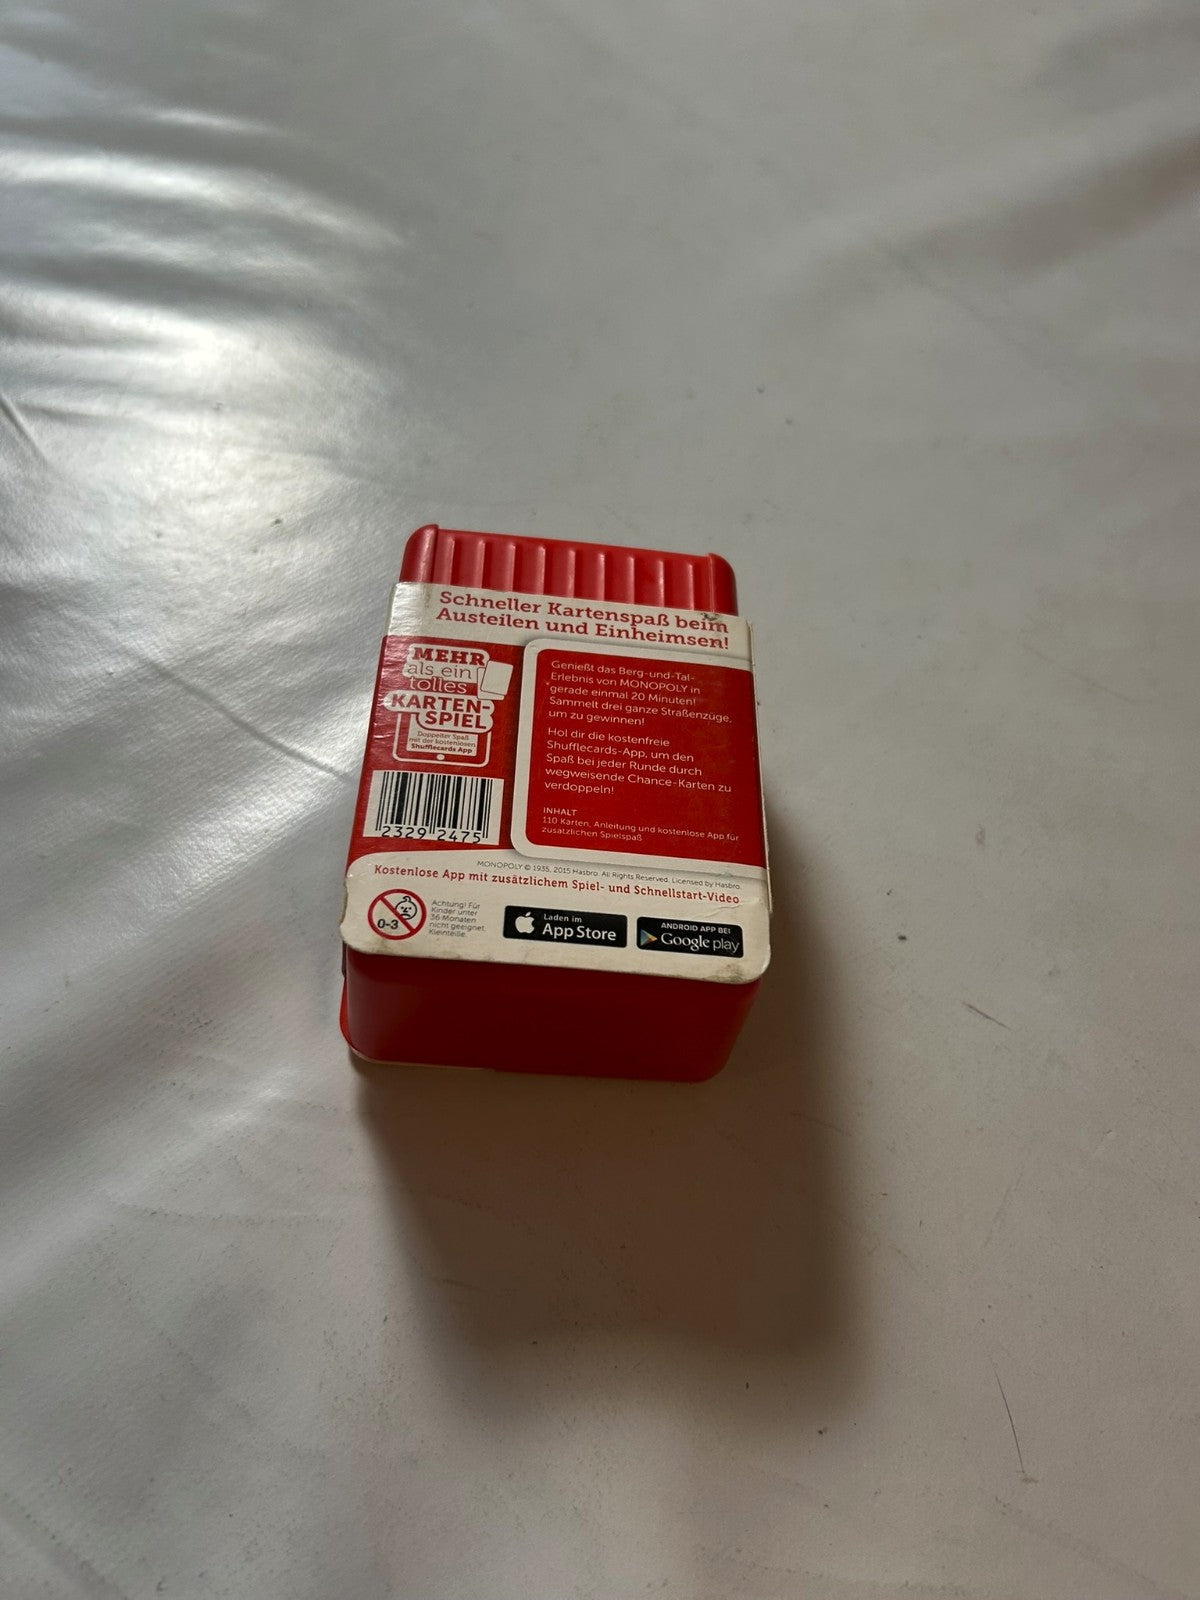 Schneller Kartenspaß beim
Austeilen und Einheimsen!
MEHR
als ein
tolles
KARTEN-
SPIEL
Doppelter Spaß
mit der kostenlosen
Shufflecards App
2329 2475
Genießt das Berg-und-Tal-
Erlebnis von MONOPOLY in
gerade einmal 20 Minuten!
Sammelt drei ganze Straßenzüge,
um zu gewinnen!
Hol dir die kostenfreie
Shufflecards-App, um den
Spaß bei jeder Runde durch
wegweisende Chance-Karten zu
verdoppeln!
INHALT
110 Karten, Anleitung und kostenlose App für
zusätzlichen Spielspaß
MONOPOLY © 1935, 2015 Hasbro. All Rights Reserved. Licensed by Hasbro.
Kostenlose App mit zusätzlichem Spiel- und Schnellstart-Video
0-3
Achtung! Für
Kinder unter
36 Monaten
nicht geeignet.
Kleinteile.
Laden im
App Store
ANDROID APP BEI
Google play